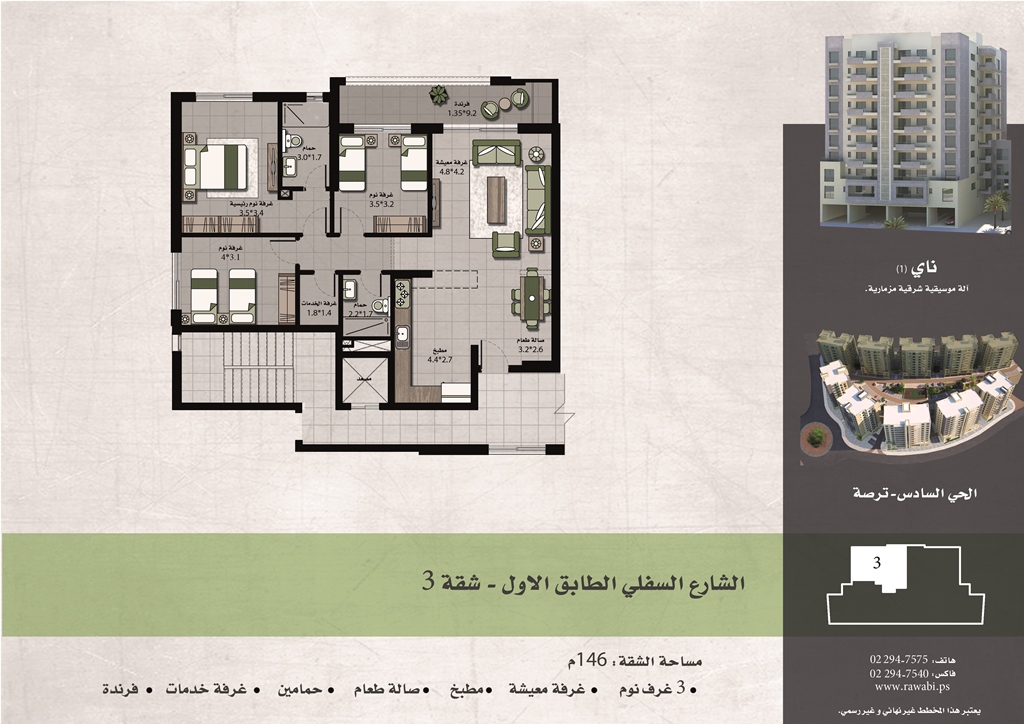 فرندة
1.35*9.2
حمام
3.0*1.7
غرفة معيشة
4.8*4.2
غرفة نوم
3.5*3.2
غرفة نوم رئيسية
3.5*3.4
غرفة نوم
4*3.1
غرفة الخدمات
1.8*1.4
حمام
2.2*1.7
صالة طعام
3.2*2.6
مطبخ
4.4*2.7
مصعد
ناي (1)
آلة موسيقية شرقية مزمارية.
الحي السادس-ترصة
3
الشارع السفلي الطابق الاول - شقة 3
مساحة الشقة: 146م
• 3 غرف نوم • غرفة معيشة • مطبخ • صالة طعام • حمامين • غرفة خدمات • فرندة
هاتف: 02 294-7575
فاكس: 02 294-7540
www.rawabi.ps
يعتبر هذا المخطط غير نهائي و غير رسمي.